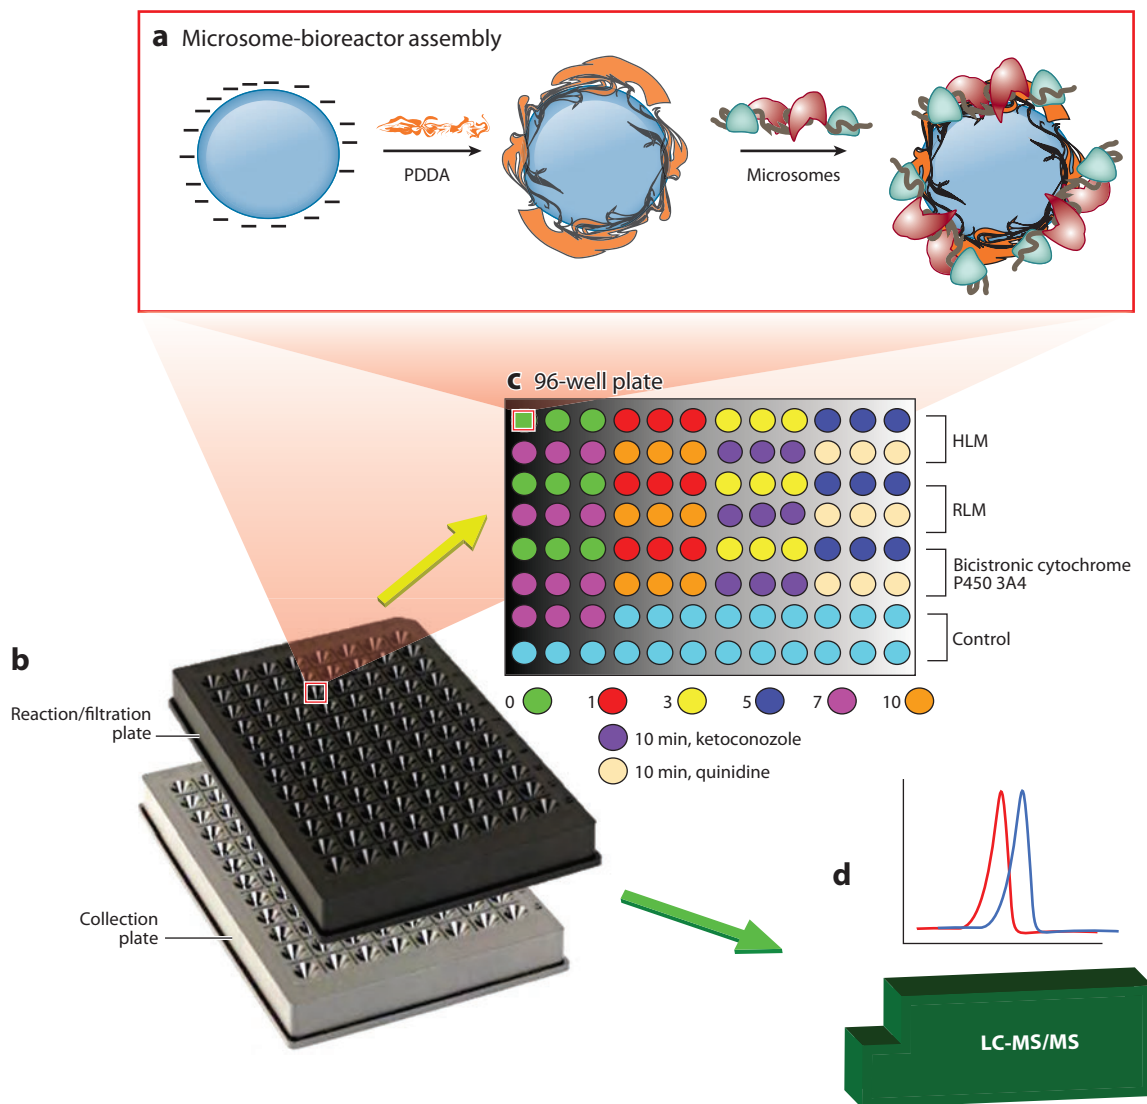 a Microsome-bioreactor assembly
PDDA
Microsomes
c 96-well plate
HLM
RLM
Bicistronic cytochrome
P450 3A4
Control
b
Reaction/filtration
plate
0 1 3 5 7 10
10 min, ketoconozole
10 min, quinidine
Collection
plate
d
LC-MS/MS